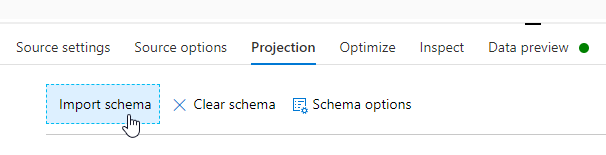 Source settings Source options Projection Optimize Inspect Data preview
Import schema Clear schema Schema options